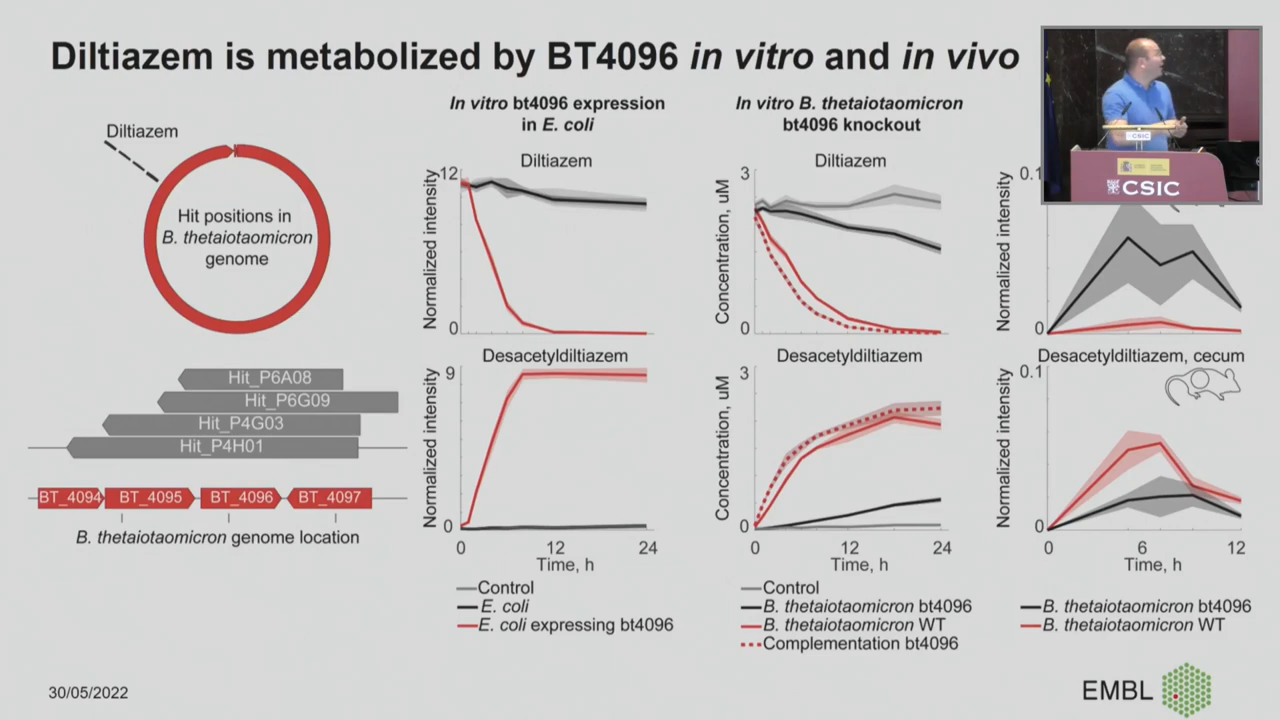 Diltiazem is metabolized by BT4096 in vitro and in vivo
Diltiazem
Hit positions in
B. thetaiotaomicron
genome
Hit_P6A08
Hit_P6G09
Hit_P4G03
Hit_P4H01
BT_4094 BT_4095 BT_4096 BT_4097
B. thetaiotaomicron genome location
In vitro bt4096 expression
in E. coli
Diltiazem
Normalized intensity
12
0
Desacetyldiltiazem
Normalized intensity
9
0
0 12 24
Time, h
Control
E. coli
E. coli expressing bt4096
In vitro B. thetaiotaomicron
bt4096 knockout
Diltiazem
Concentration, uM
3
0
Desacetyldiltiazem
Concentration, uM
3
0
0 12 24
Time, h
Control
B. thetaiotaomicron bt4096
B. thetaiotaomicron WT
Complementation bt4096
Normalized intensity
0.1
0
Desacetyldiltiazem, cecum
Normalized intensity
0.1
0
0 6 12
Time, h
B. thetaiotaomicron bt4096
B. thetaiotaomicron WT
CSIC
CSIC
30/05/2022
EMBL